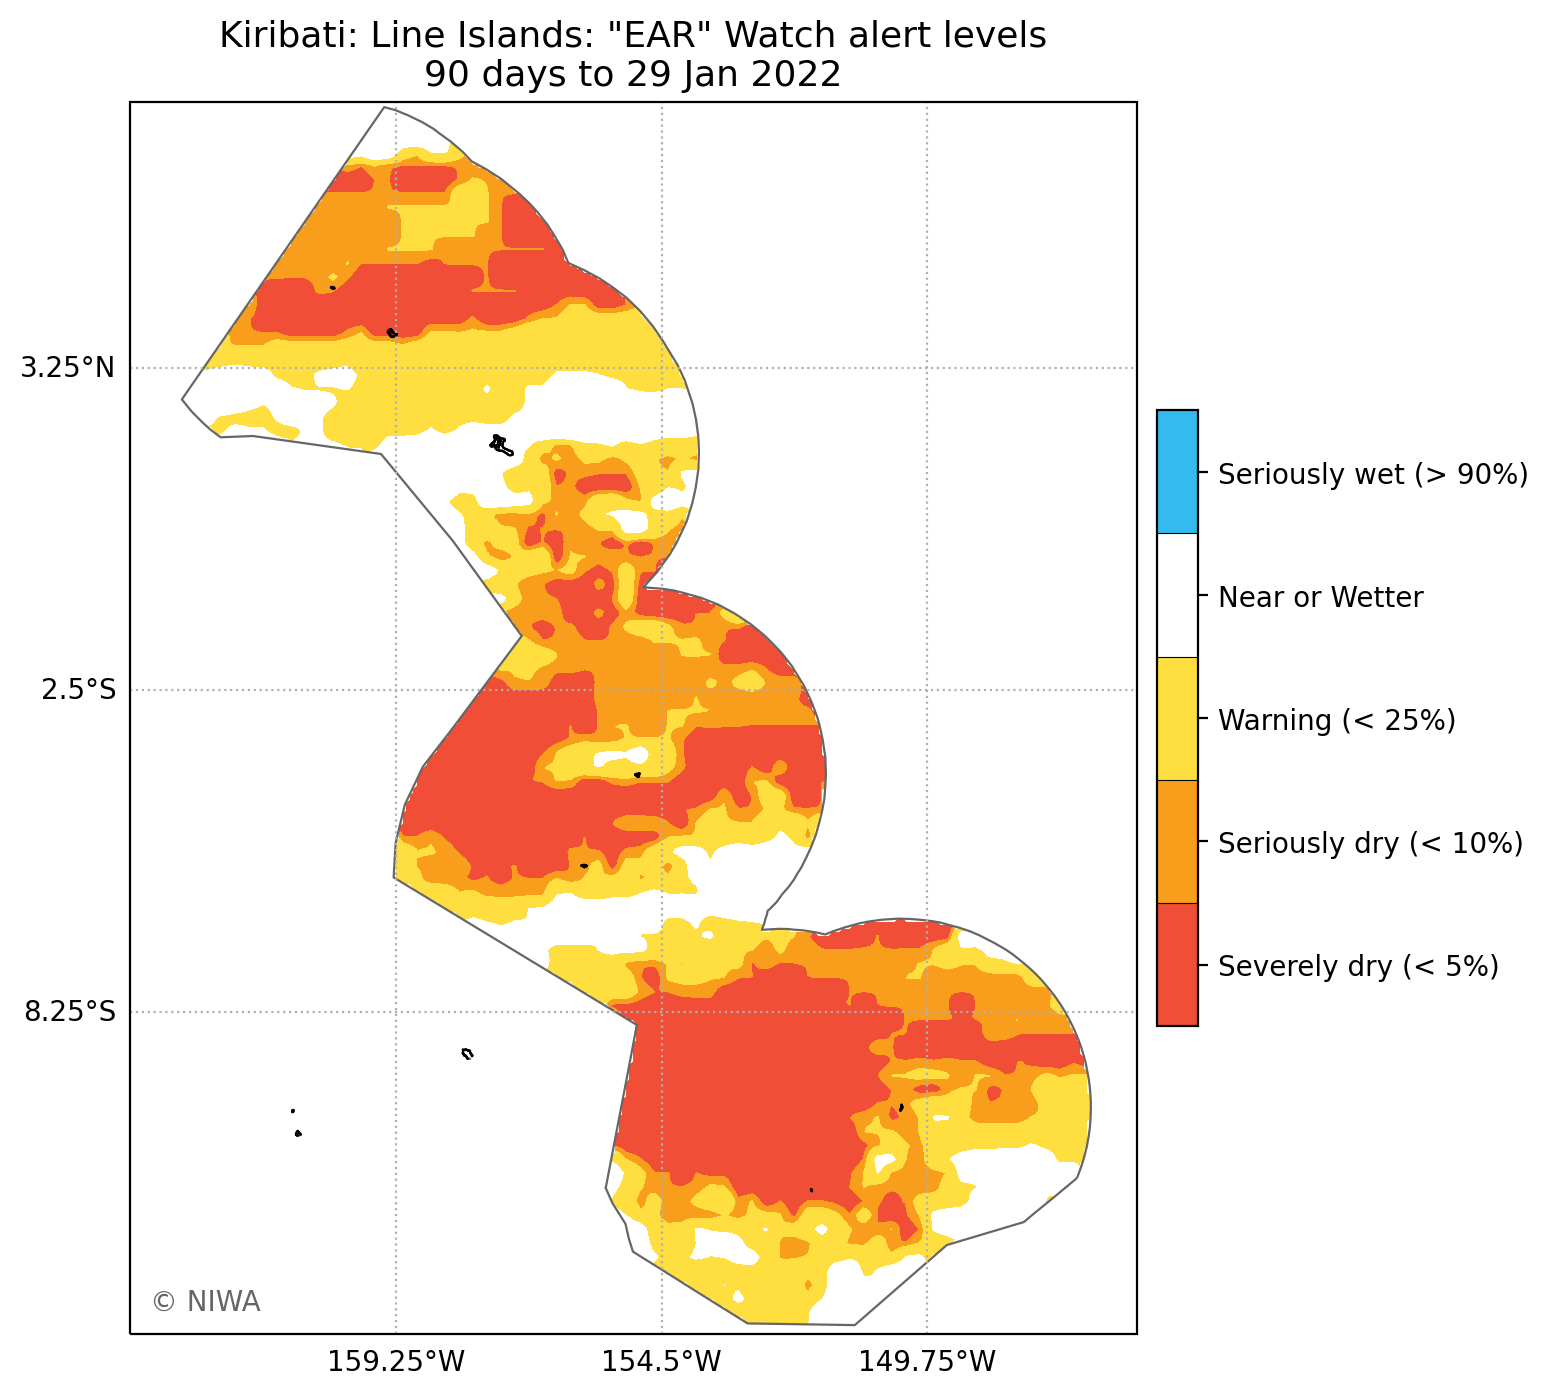 Kiribati: Line Islands: "EAR" Watch alert levels
90 days to 29 Jan 2022
3.25°N
2.5°S
8.25°S
159.25°W
154.5°W
149.75°W
Seriously wet (> 90%)
Near or Wetter
Warning (< 25%)
Seriously dry (< 10%)
Severely dry (< 5%)
© NIWA